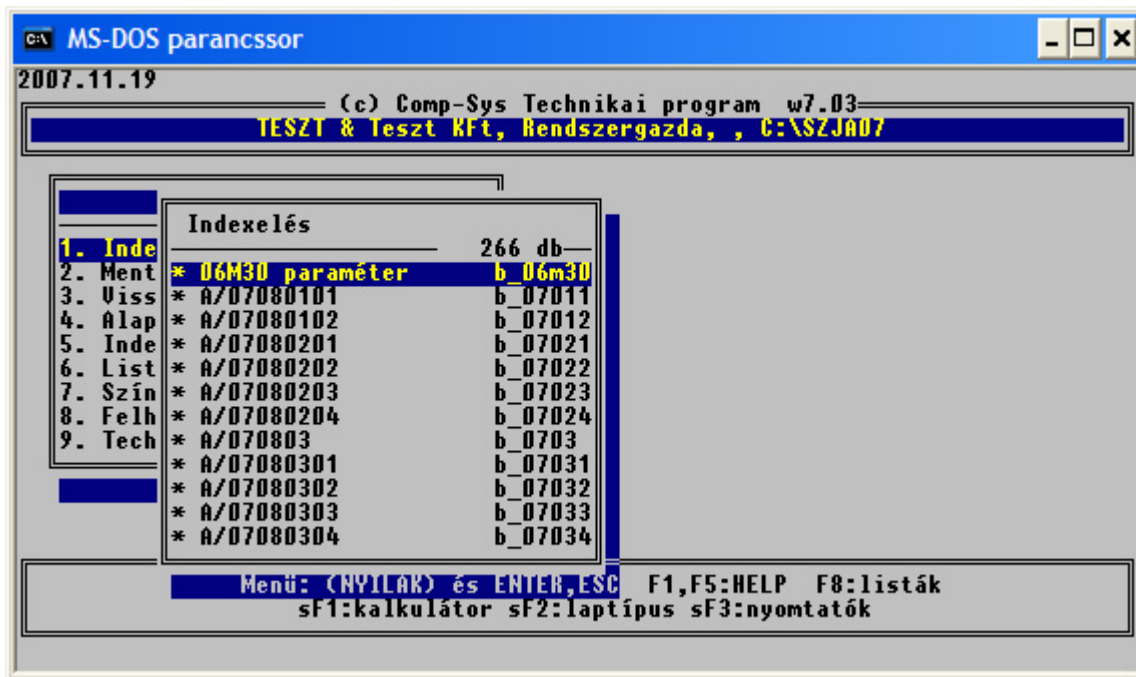 MS-DOS parancssor
2007.11.19
(c) Comp-Sys Technikai program w7.03
TESZT & Teszt KFt, Rendszergazda, , C:\SZJA07
Indexelés
266 db
1. Inde
* 06M30 paraméter b_06m30
2. Ment
* A/07080101 b_07011
3. Viss
* A/07080102 b_07012
4. Alap
* A/07080201 b_07021
5. Inde
* A/07080202 b_07022
6. List
* A/07080203 b_07023
7. Szín
* A/07080204 b_07024
8. Felh
* A/070803 b_0703
9. Tech
* A/07080301 b_07031
* A/07080302 b_07032
* A/07080303 b_07033
* A/07080304 b_07034
Menü: (NYILAK) és ENTER,ESC F1,F5:HELP F8:listák
sF1:kalkulátor sF2:laptípus sF3:nyomtatók